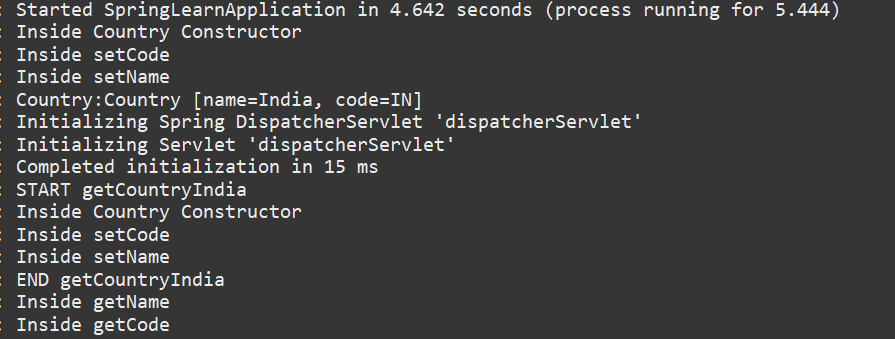 : Started SpringLearnApplication in 4.642 seconds (process running for 5.444)
: Inside Country Constructor
: Inside setCode
: Inside setName
: Country:Country [name=India, code=IN]
: Initializing Spring DispatcherServlet 'dispatcherServlet'
: Initializing Servlet 'dispatcherServlet'
: Completed initialization in 15 ms
: START getCountryIndia
: Inside Country Constructor
: Inside setCode
: Inside setName
: END getCountryIndia
: Inside getName
: Inside getCode